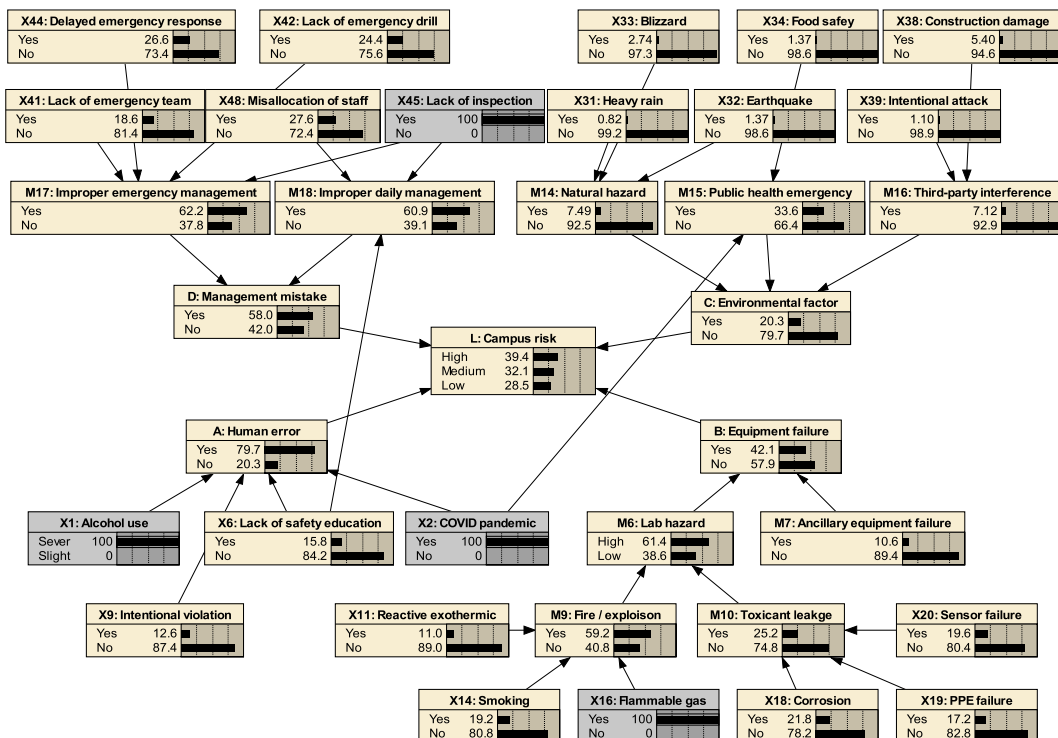 X44: Delayed emergency response
Yes 26.6
No 73.4
X42: Lack of emergency drill
Yes 24.4
No 75.6
X33: Blizzard
Yes 2.74
No 97.3
X34: Food safey
Yes 1.37
No 98.6
X38: Construction damage
Yes 5.40
No 94.6
X41: Lack of emergency team
Yes 18.6
No 81.4
X48: Misallocation of staff
Yes 27.6
No 72.4
X45: Lack of inspection
Yes 100
No 0
X31: Heavy rain
Yes 0.82
No 99.2
X32: Earthquake
Yes 1.37
No 98.6
X39: Intentional attack
Yes 1.10
No 98.9
M17: Improper emergency management
Yes 62.2
No 37.8
M18: Improper daily management
Yes 60.9
No 39.1
M14: Natural hazard
Yes 7.49
No 92.5
M15: Public health emergency
Yes 33.6
No 66.4
M16: Third-party interference
Yes 7.12
No 92.9
D: Management mistake
Yes 58.0
No 42.0
C: Environmental factor
Yes 20.3
No 79.7
L: Campus risk
High 39.4
Medium 32.1
Low 28.5
A: Human error
Yes 79.7
No 20.3
B: Equipment failure
Yes 42.1
No 57.9
X1: Alcohol use
Sever 100
Slight 0
X6: Lack of safety education
Yes 15.8
No 84.2
X2: COVID pandemic
Yes 100
No 0
M6: Lab hazard
High 61.4
Low 38.6
M7: Ancillary equipment failure
Yes 10.6
No 89.4
X9: Intentional violation
Yes 12.6
No 87.4
X11: Reactive exothermic
Yes 11.0
No 89.0
M9: Fire / exploison
Yes 59.2
No 40.8
M10: Toxicant leakge
Yes 25.2
No 74.8
X20: Sensor failure
Yes 19.6
No 80.4
X14: Smoking
Yes 19.2
No 80.8
X16: Flammable gas
Yes 100
No 0
X18: Corrosion
Yes 21.8
No 78.2
X19: PPE failure
Yes 17.2
No 82.8